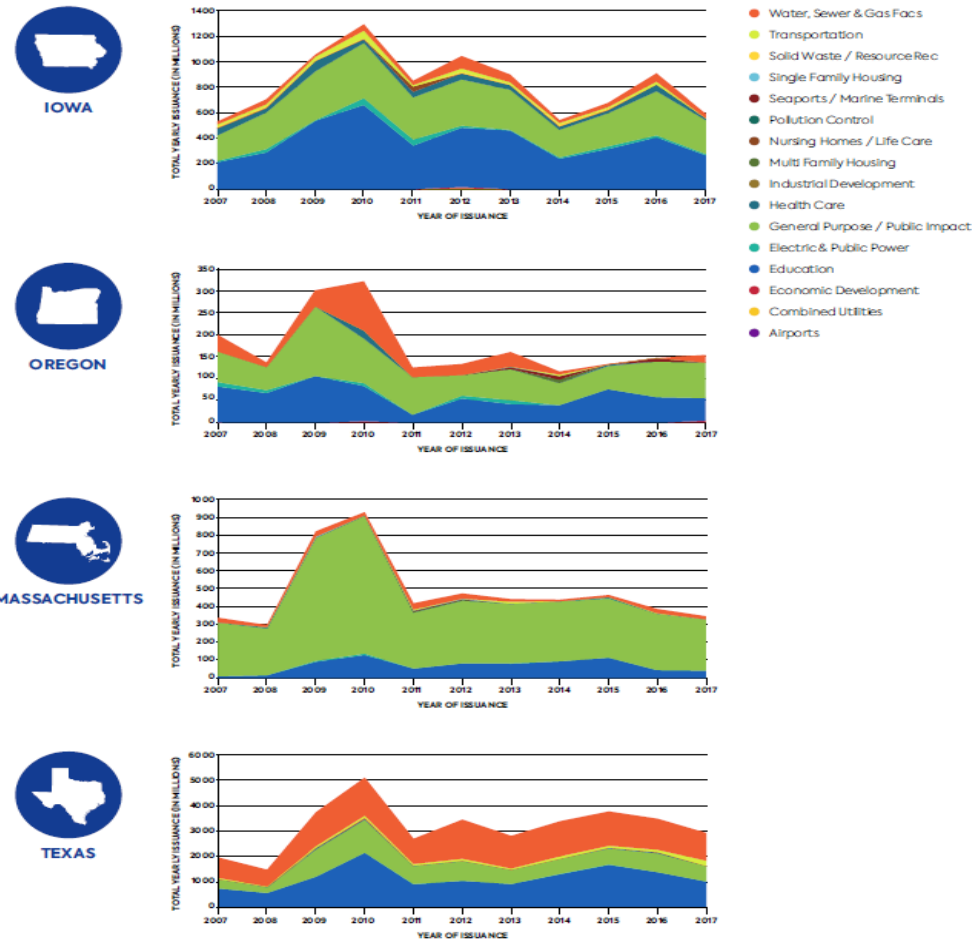 TOTAL YEARLY ISSUANCE (IN MILLIONS)
1400
1200
1000
800
600
400
200
0
2007 2008 2009 2010 2011 2012 2013 2014 2015 2016 2017
YEAR OF ISSUANCE
IOWA
Water, Sewer & Gas Facs
Transportation
Solid Waste / Resource Rec
Single Family Housing
Seaports / Marine Terminals
Pollution Control
Nursing Homes / Life Care
Multi Family Housing
Industrial Development
Health Care
General Purpose / Public Impact
Electric & Public Power
Education
Economic Development
Combined Utilities
Airports
TOTAL YEARLY ISSUANCE (IN MILLIONS)
350
300
250
200
150
100
50
0
2007 2008 2009 2010 2011 2012 2013 2014 2015 2016 2017
YEAR OF ISSUANCE
OREGON
TOTAL YEARLY ISSUANCE (IN MILLIONS)
1000
900
800
700
600
500
400
300
200
100
0
2007 2008 2009 2010 2011 2012 2013 2014 2015 2016 2017
YEAR OF ISSUANCE
MASSACHUSETTS
TOTAL YEARLY ISSUANCE (IN MILLIONS)
6000
5000
4000
3000
2000
1000
0
2007 2008 2009 2010 2011 2012 2013 2014 2015 2016 2017
YEAR OF ISSUANCE
TEXAS